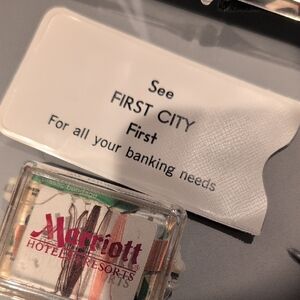 See
FIRST CITY
First
For all your banking needs
Marriott
HOTELS RESORTS